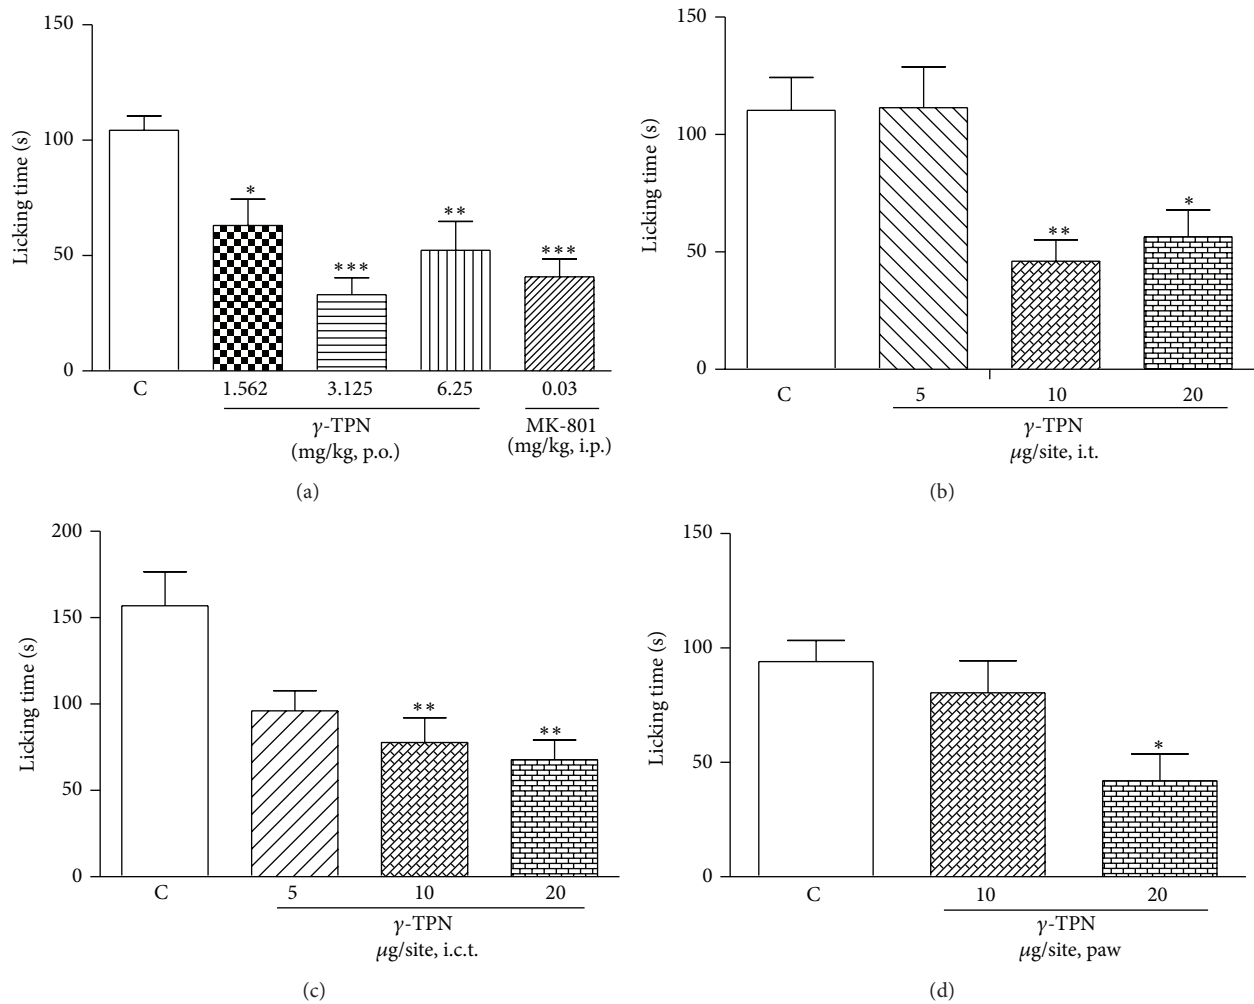 150
100
50
0
Licking time (s)
*
***
**
***
C
1.562
3.125
6.25
0.03
γ-TPN
(mg/kg, p.o.)
MK-801
(mg/kg, i.p.)
(a)
150
100
50
0
Licking time (s)
**
*
C
5
10
20
γ-TPN
μg/site, i.t.
(b)
200
150
100
50
0
Licking time (s)
**
**
C
5
10
20
γ-TPN
μg/site, i.c.t.
(c)
150
100
50
0
Licking time (s)
*
C
10
20
γ-TPN
μg/site, paw
(d)